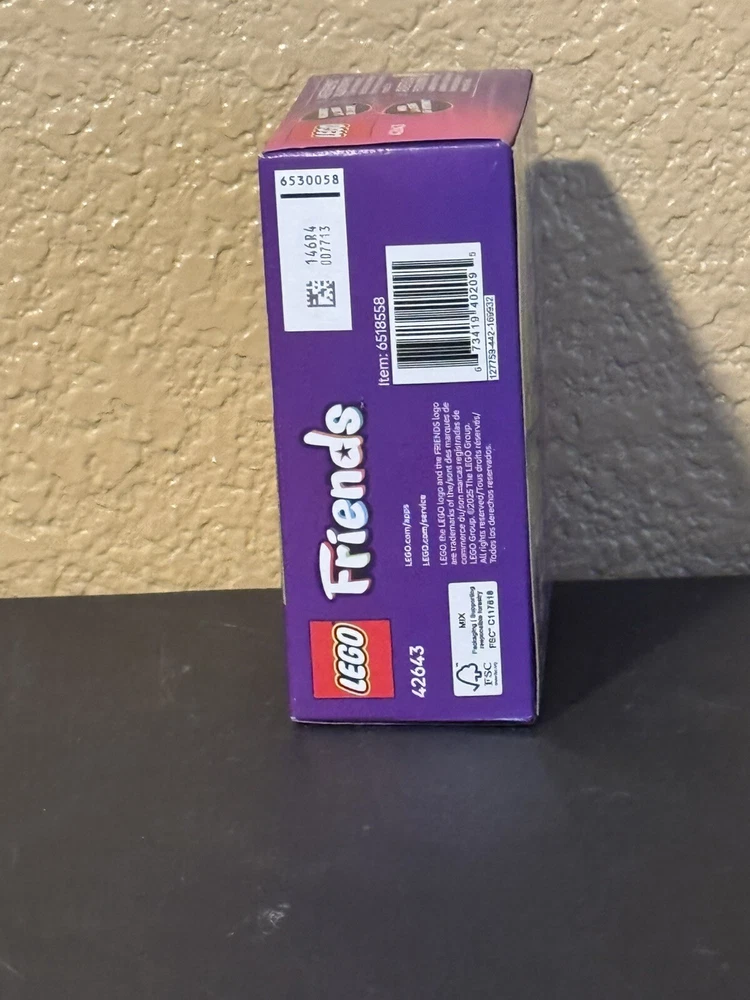 LEGO
6530058
146R4
007713
Item: 6518558
6 73419 40209 5
127759-442-169932
LEGO
Friends
42643
LEGO.com/apps
LEGO.com/service
LEGO, the LEGO logo and the FRIENDS logo
are trademarks of the/sont des marques de
commerce du/son marcas registradas de
LEGO Group. ©2025 The LEGO Group.
All rights reserved/Tous droits réservés/
Todos los derechos reservados.
FSC
MIX
Packaging | Supporting
responsible forestry
FSC™ C117818